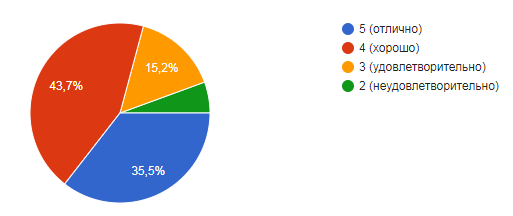 5 (отлично)
4 (хорошо)
3 (удовлетворительно)
2 (неудовлетворительно)
15,2%
43,7%
35,5%